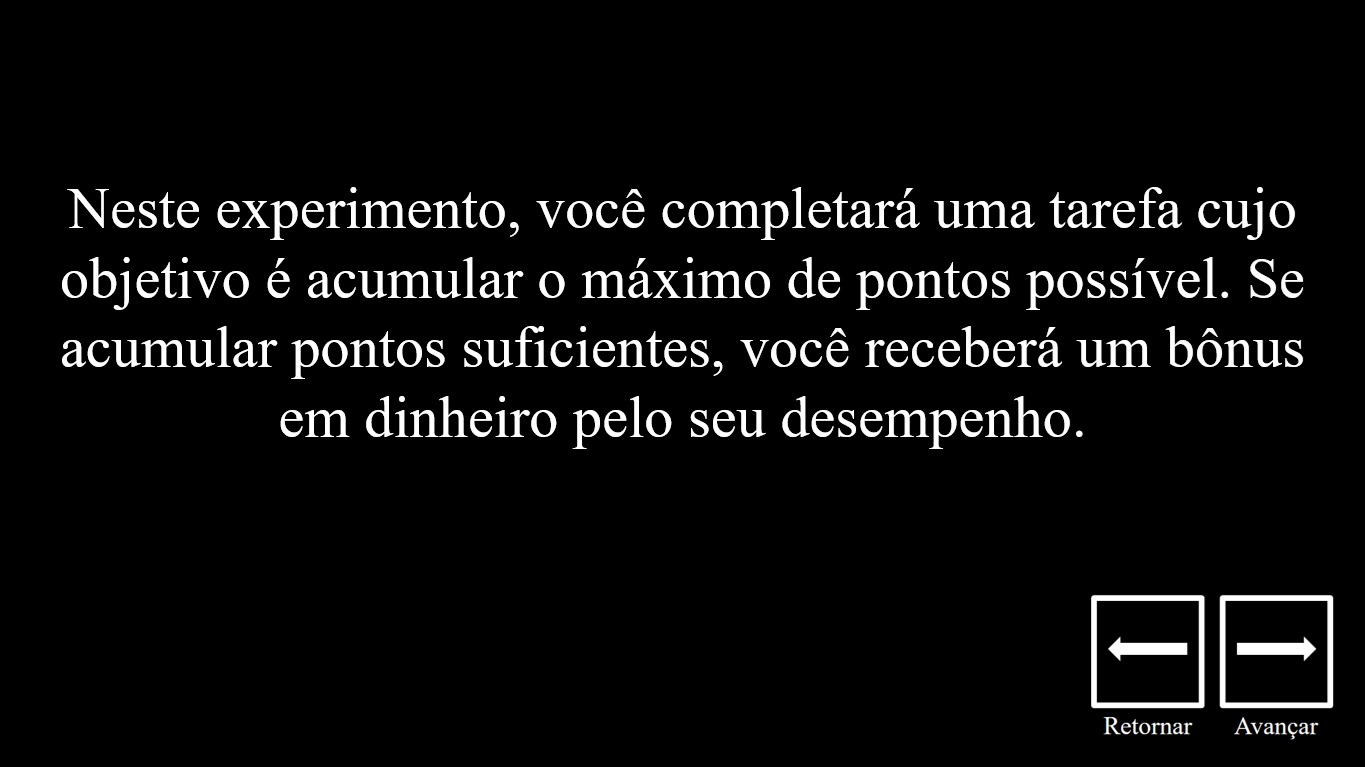 Neste experimento, você completará uma tarefa cujo
objetivo é acumular o máximo de pontos possível. Se
acumular pontos suficientes, você receberá um bônus
em dinheiro pelo seu desempenho.
Retornar
Avançar